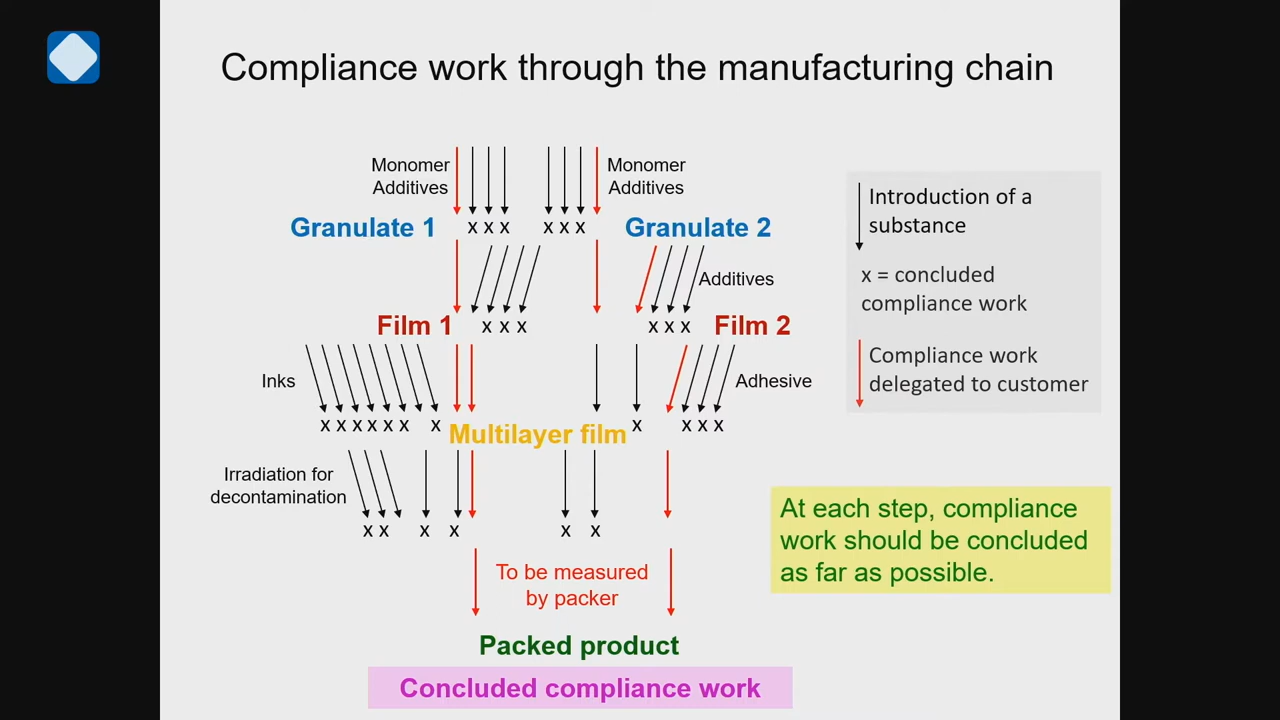 Compliance work through the manufacturing chain
Monomer
Additives
Monomer
Additives
Granulate 1
x x x
x x x
Granulate 2
Additives
Film 1
x x x
x x x
Film 2
Inks
Adhesive
x x x x x x
x
Multilayer film
x
x x x
Irradiation for
decontamination
x x
x
x
x
x
To be measured
by packer
Packed product
Concluded compliance work
Introduction of a
substance
x = concluded
compliance work
Compliance work
delegated to customer
At each step, compliance
work should be concluded
as far as possible.